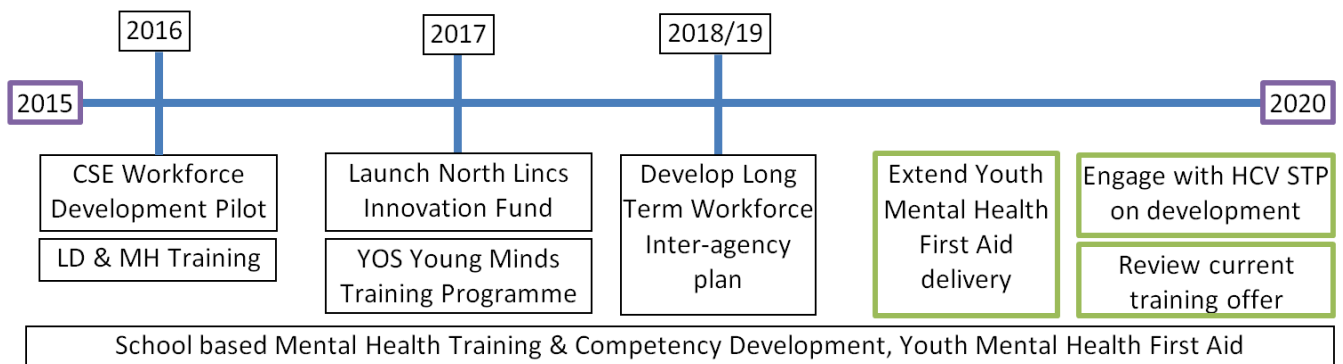 2016
2017
2018/19
2015
2020
CSE Workforce
Development Pilot
LD & MH Training
Launch North Lincs
Innovation Fund
YOS Young Minds
Training Programme
Develop Long
Term Workforce
Inter-agency
plan
Extend Youth
Mental Health
First Aid
delivery
Engage with HCV STP
on development
Review current
training offer
School based Mental Health Training & Competency Development, Youth Mental Health First Aid